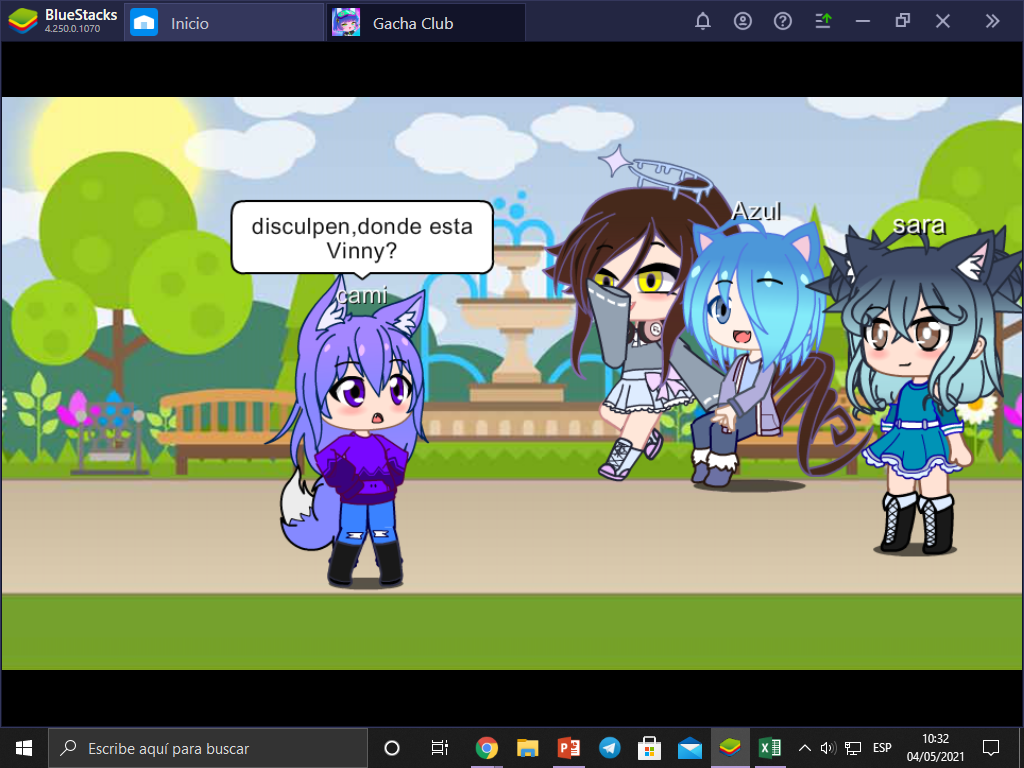 BlueStacks
4.250.0.1070
Inicio
Gacha Club
disculpen,donde esta
Vinny?
cami
Azul
sara
Escribe aquí para buscar
ESP
10:32
04/05/2021